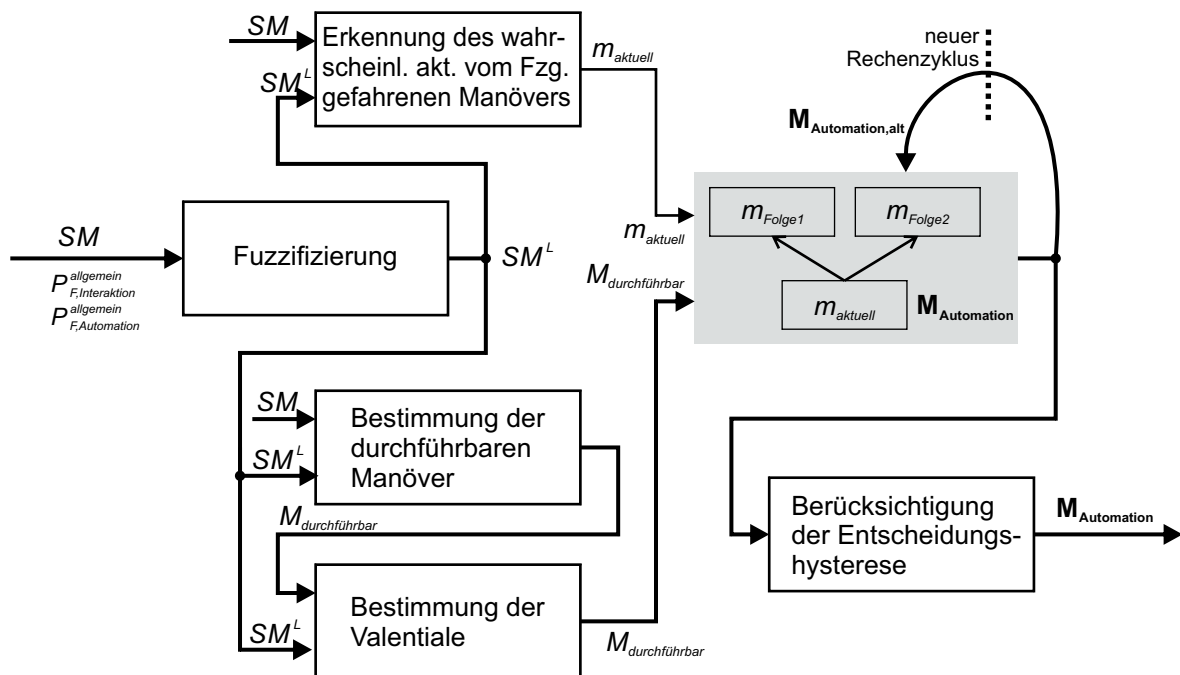 SM
Erkennung des wahr-
scheinl. akt. vom Fzg.
gefahrenen Manövers
SM^L
m_aktuell
neuer
Rechenzyklus
M_Automation,alt
m_Folge1
m_Folge2
m_aktuell
M_Automation
m_aktuell
M_durchführbar
SM
P_F,Interaktion^allgemein
P_F,Automation^allgemein
Fuzzifizierung
SM^L
SM
SM^L
Bestimmung der
durchführbaren
Manöver
M_durchführbar
SM^L
Bestimmung der
Valentiale
M_durchführbar
Berücksichtigung
der Entscheidungs-
hysterese
M_Automation